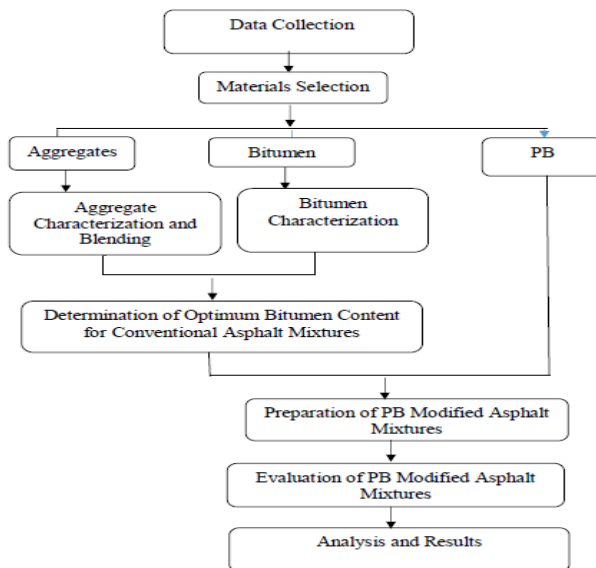 Data Collection
Materials Selection
Aggregates
Bitumen
PB
Aggregate
Characterization and
Blending
Bitumen
Characterization
Determination of Optimum Bitumen Content
for Conventional Asphalt Mixtures
Preparation of PB Modified Asphalt
Mixtures
Evaluation of PB Modified Asphalt
Mixtures
Analysis and Results